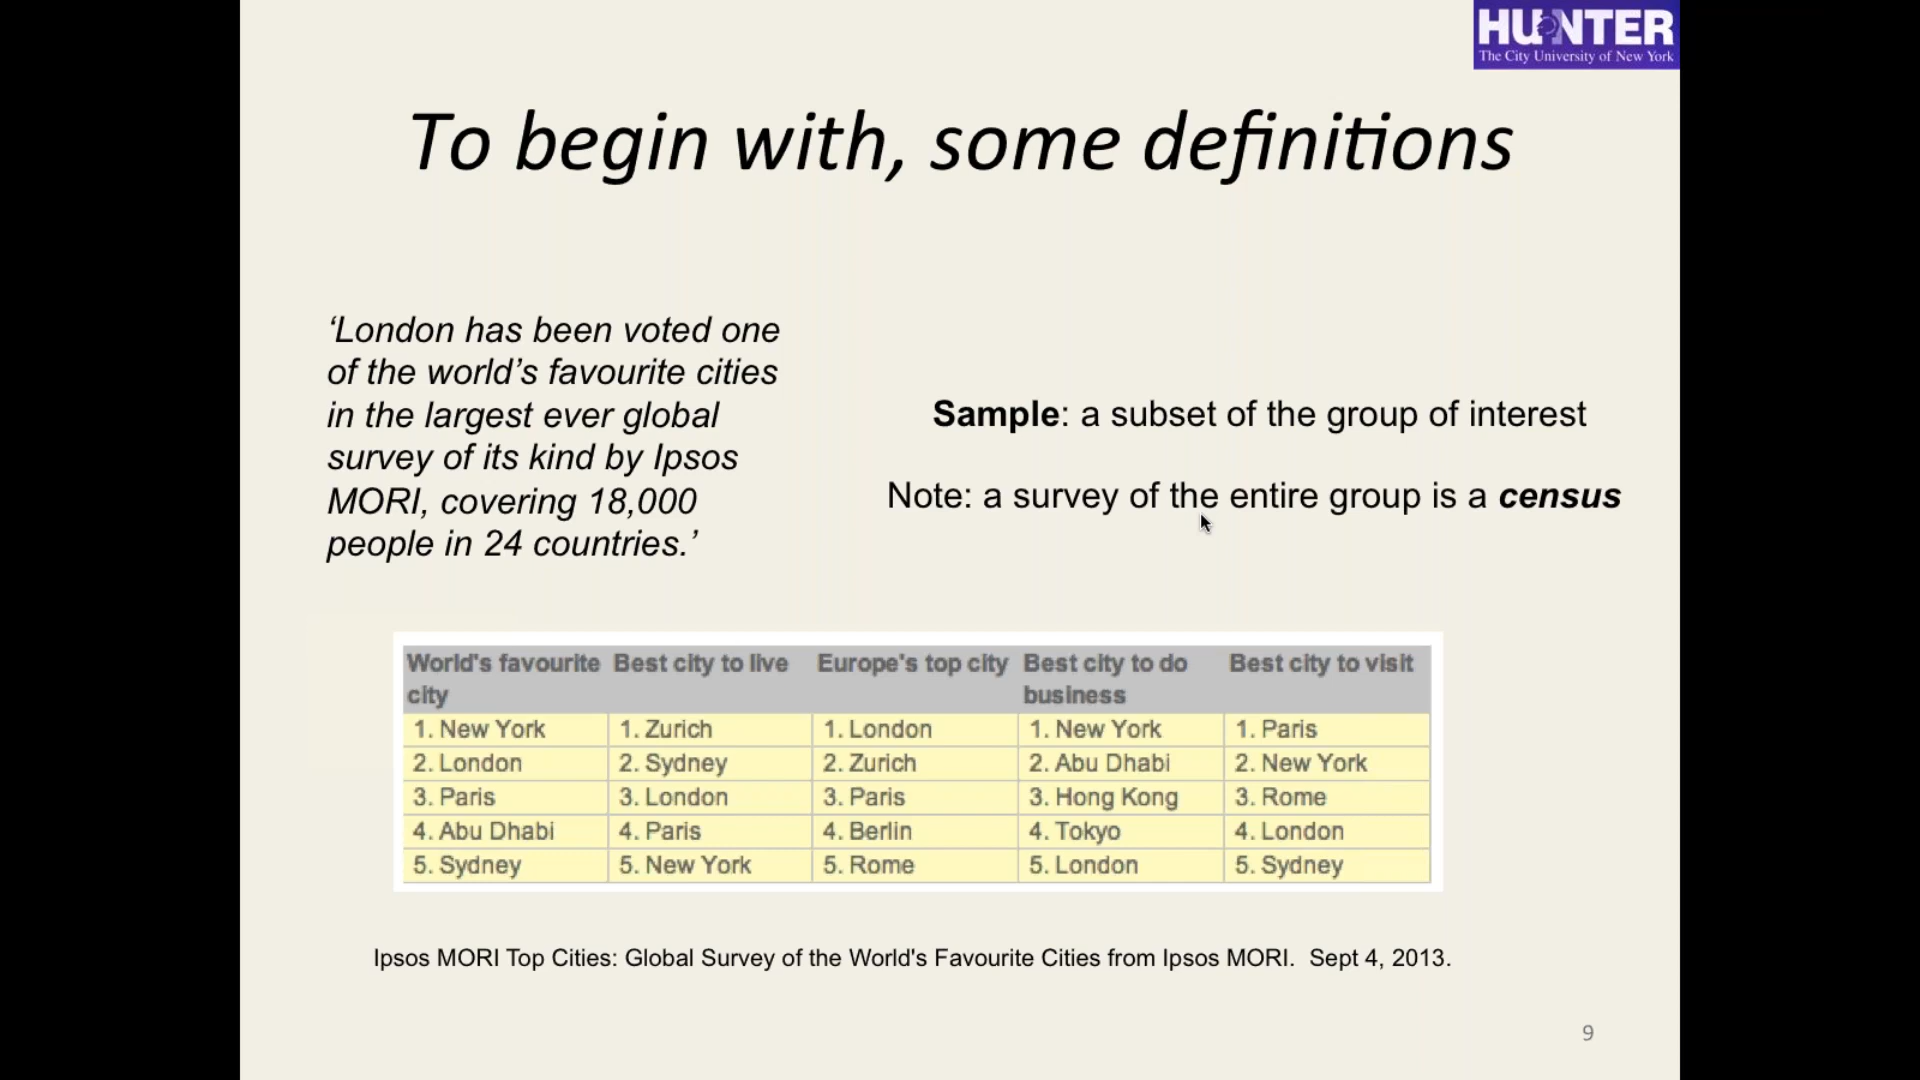 HUNTER
The City University of New York
To begin with, some definitions
‘London has been voted one
of the world’s favourite cities
in the largest ever global
survey of its kind by Ipsos
MORI, covering 18,000
people in 24 countries.’
Sample: a subset of the group of interest
Note: a survey of the entire group is a census
World's favourite city Best city to live Europe's top city Best city to do business Best city to visit
1. New York 1. Zurich 1. London 1. New York 1. Paris
2. London 2. Sydney 2. Zurich 2. Abu Dhabi 2. New York
3. Paris 3. London 3. Paris 3. Hong Kong 3. Rome
4. Abu Dhabi 4. Paris 4. Berlin 4. Tokyo 4. London
5. Sydney 5. New York 5. Rome 5. London 5. Sydney
Ipsos MORI Top Cities: Global Survey of the World's Favourite Cities from Ipsos MORI. Sept 4, 2013.
9